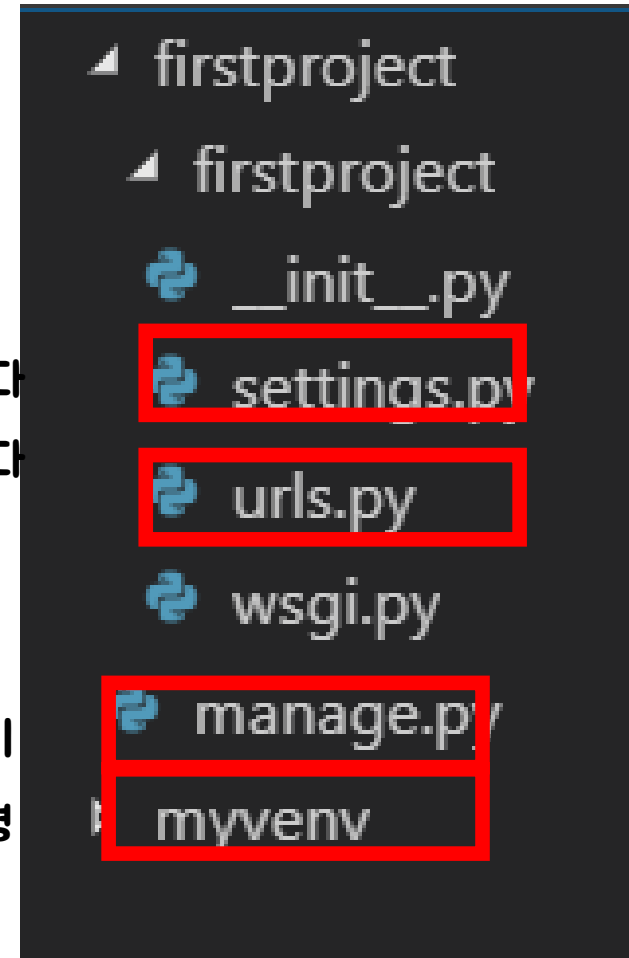 firstproject
firstproject
__init__.py
settings.py
urls.py
wsgi.py
manage.py
myvenv